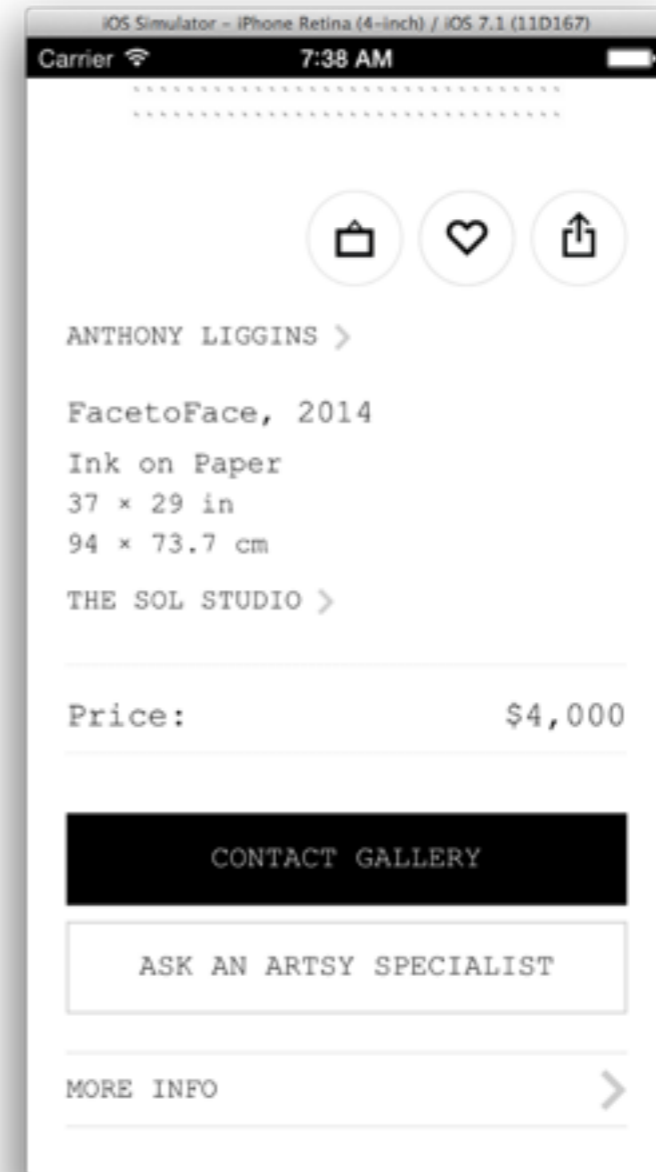 iOS Simulator – iPhone Retina (4-inch) / iOS 7.1 (11D167)
Carrier 7:38 AM
ANTHONY LIGGINS
FacetoFace, 2014
Ink on Paper
37 × 29 in
94 × 73.7 cm
THE SOL STUDIO
Price: $4,000
CONTACT GALLERY
ASK AN ARTSY SPECIALIST
MORE INFO